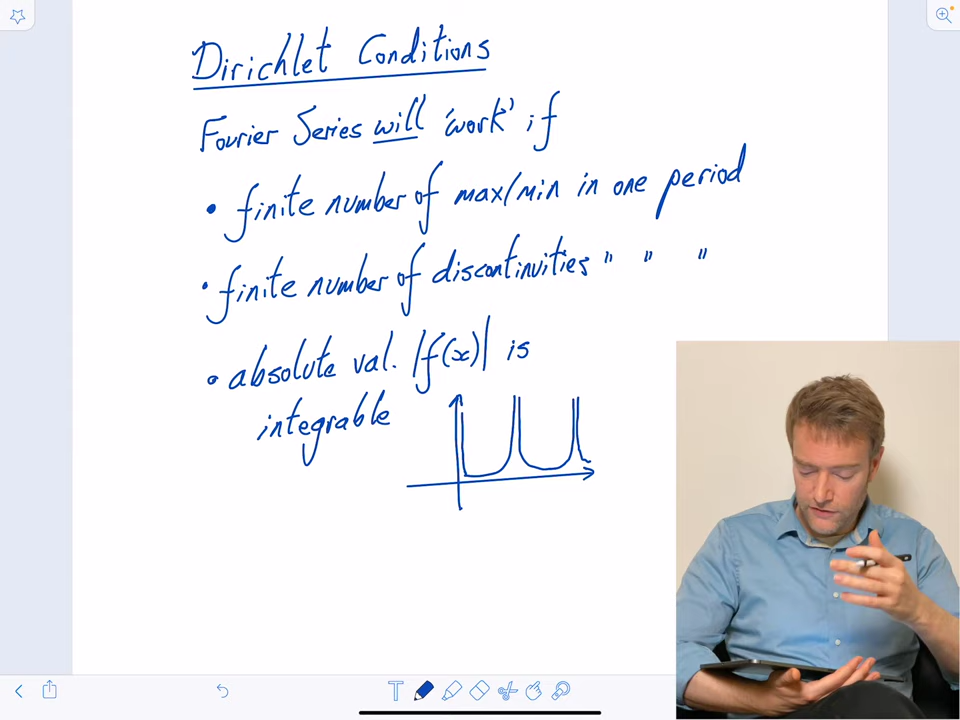 Dirichlet Conditions
Fourier Series will 'work' if
• finite number of max/min in one period
• finite number of discontinuities " " "
• absolute val. |f(x)| is
integrable
T